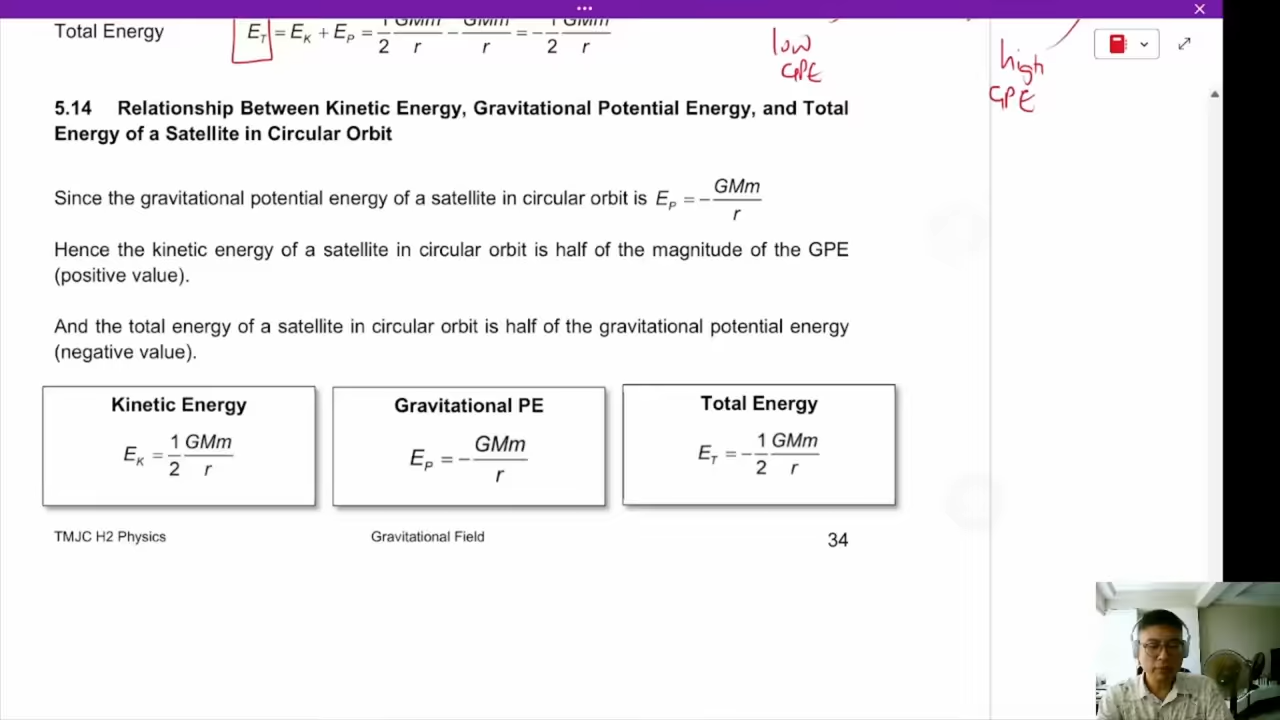 Total Energy E_T = E_K + E_P = 1/2 GMm/r − GMm/r = −1/2 GMm/r
low
GPE
high
GPE
5.14 Relationship Between Kinetic Energy, Gravitational Potential Energy, and Total
Energy of a Satellite in Circular Orbit
Since the gravitational potential energy of a satellite in circular orbit is E_P = −GMm/r
Hence the kinetic energy of a satellite in circular orbit is half of the magnitude of the GPE
(positive value).
And the total energy of a satellite in circular orbit is half of the gravitational potential energy
(negative value).
Kinetic Energy
E_K = 1/2 GMm/r
Gravitational PE
E_P = −GMm/r
Total Energy
E_T = −1/2 GMm/r
TMJC H2 Physics Gravitational Field 34